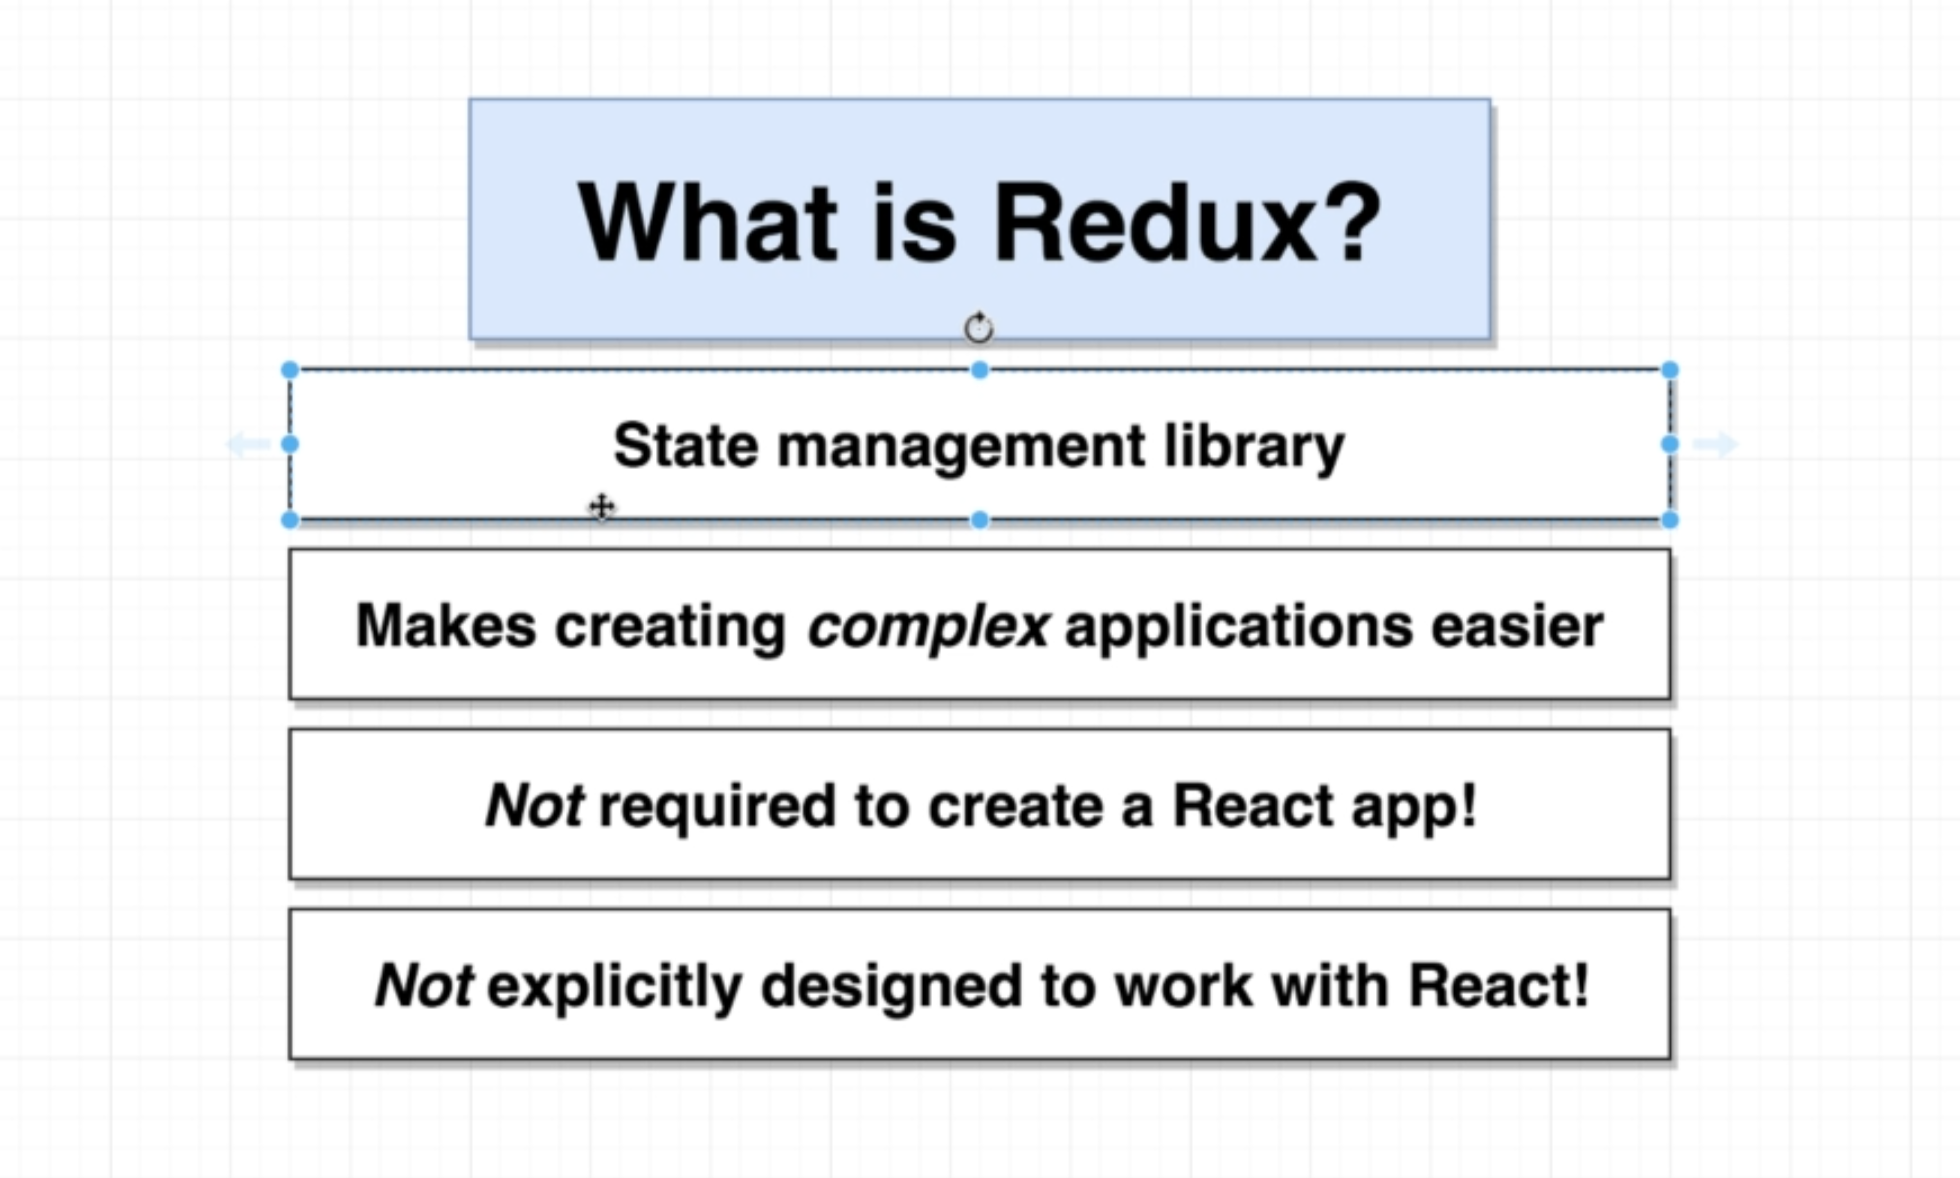 What is Redux?
State management library
Makes creating complex applications easier
Not required to create a React app!
Not explicitly designed to work with React!